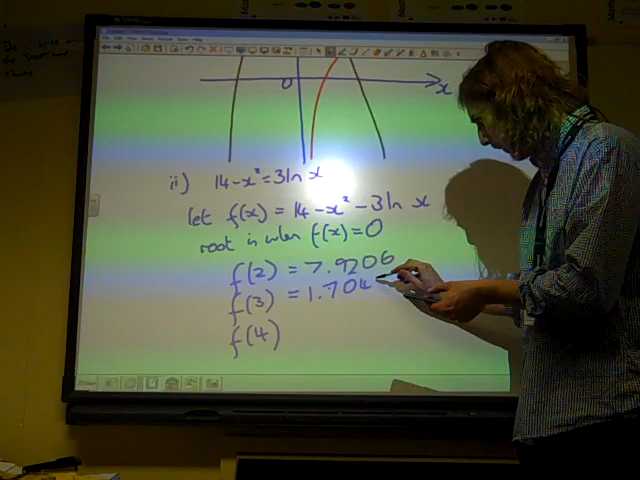 0
x
ii) 14 - x² = 3ln x
let f(x) = 14 - x² - 3ln x
root is when f(x) = 0
f(2) = 7.9206
f(3) = 1.704
f(4)